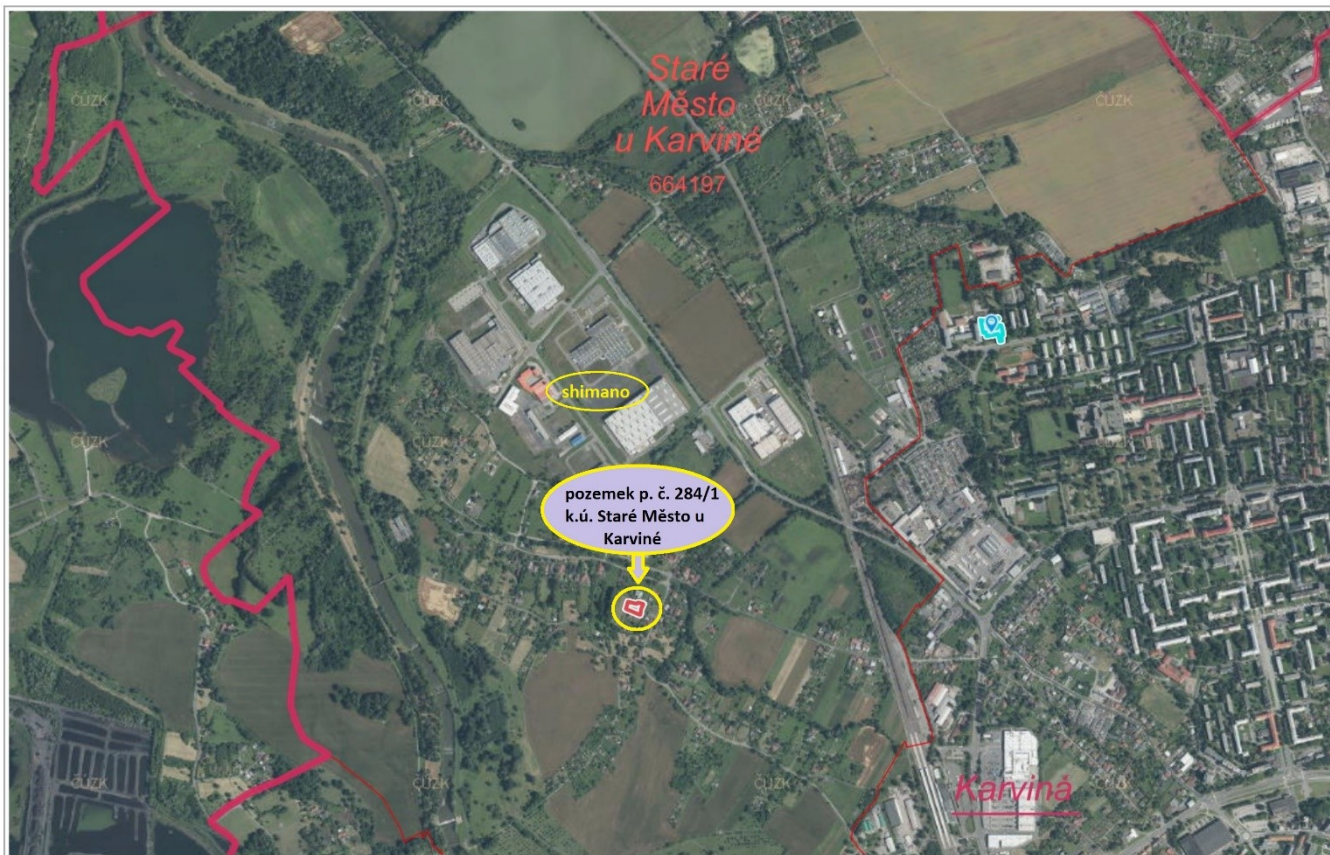 Staré
Město
u Karviné
664197
ČÚZK
ČÚZK
ČÚZK
ČÚZK
shimano
ČÚZK
ČÚZK
ČÚZK
pozemek p. č. 284/1
k.ú. Staré Město u
Karviné
ČÚZK
ČÚZK
ČÚZK
Karviná